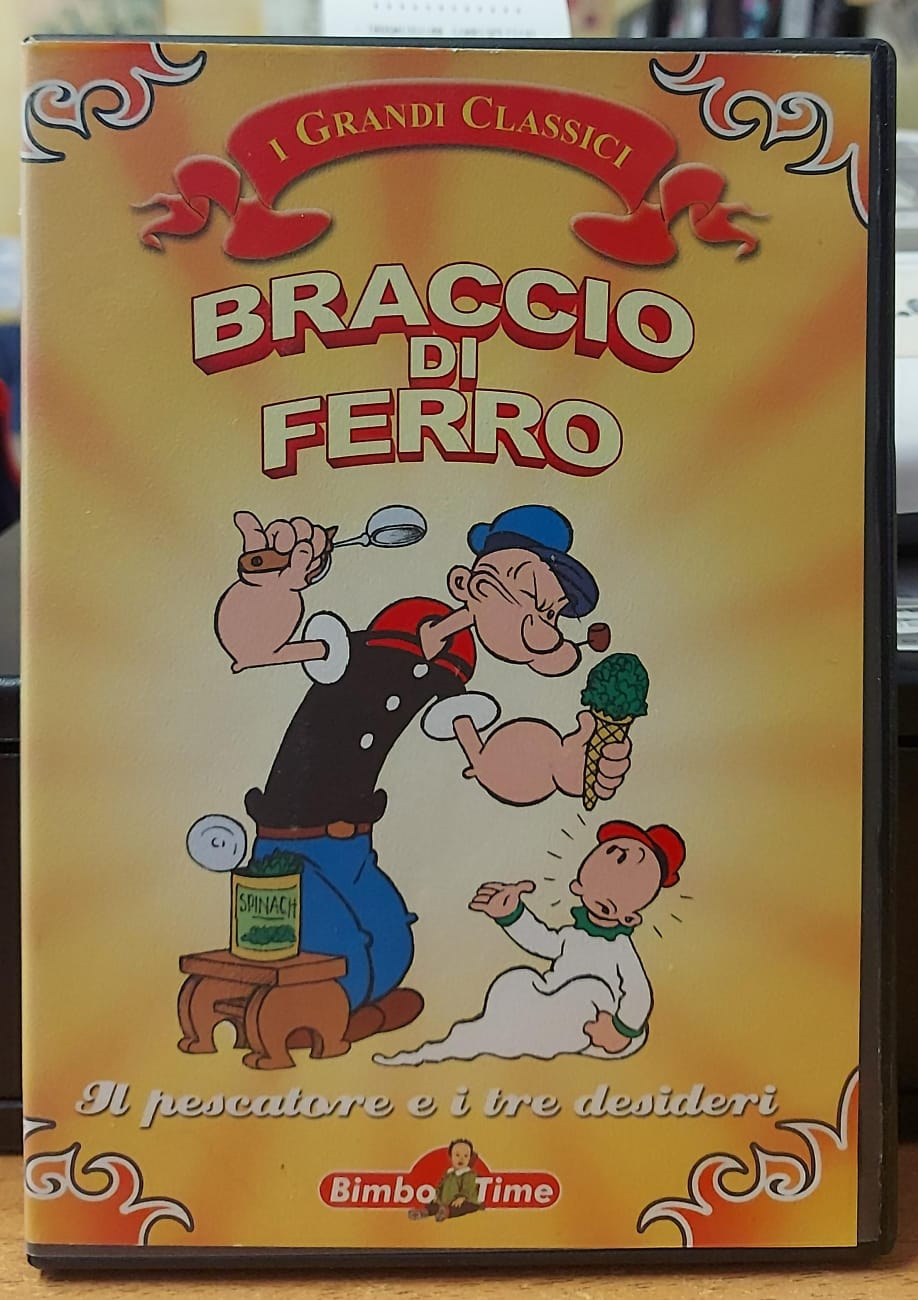 I GRANDI CLASSICI
BRACCIO
DI
FERRO
SPINACH
Il pescatore e i tre desideri
Bimbo Time